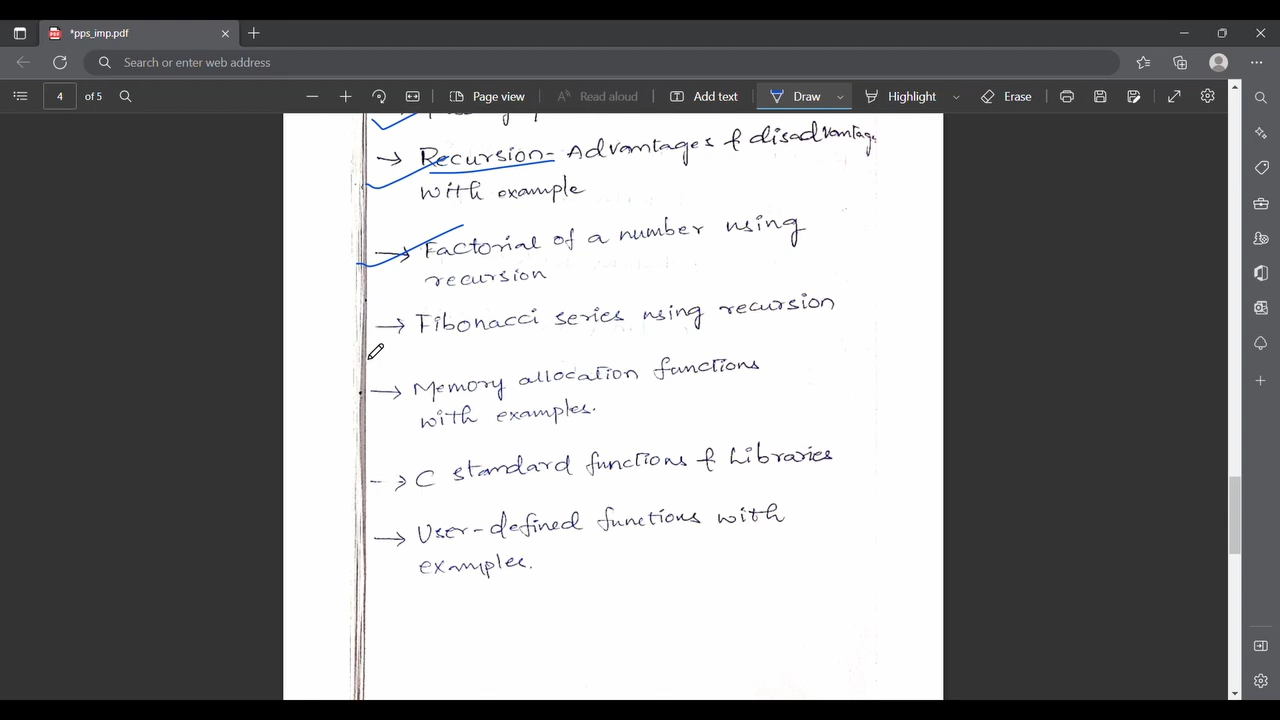 *pps_imp.pdf
Search or enter web address
4 of 5
Page view
Read aloud
Add text
Draw
Highlight
Erase
→ Recursion- Advantages & disadvantage
with example
→ Factorial of a number using
recursion
→ Fibonacci series using recursion
→ Memory allocation functions
with examples.
→ C standard functions & Libraries
→ User-defined functions with
examples.